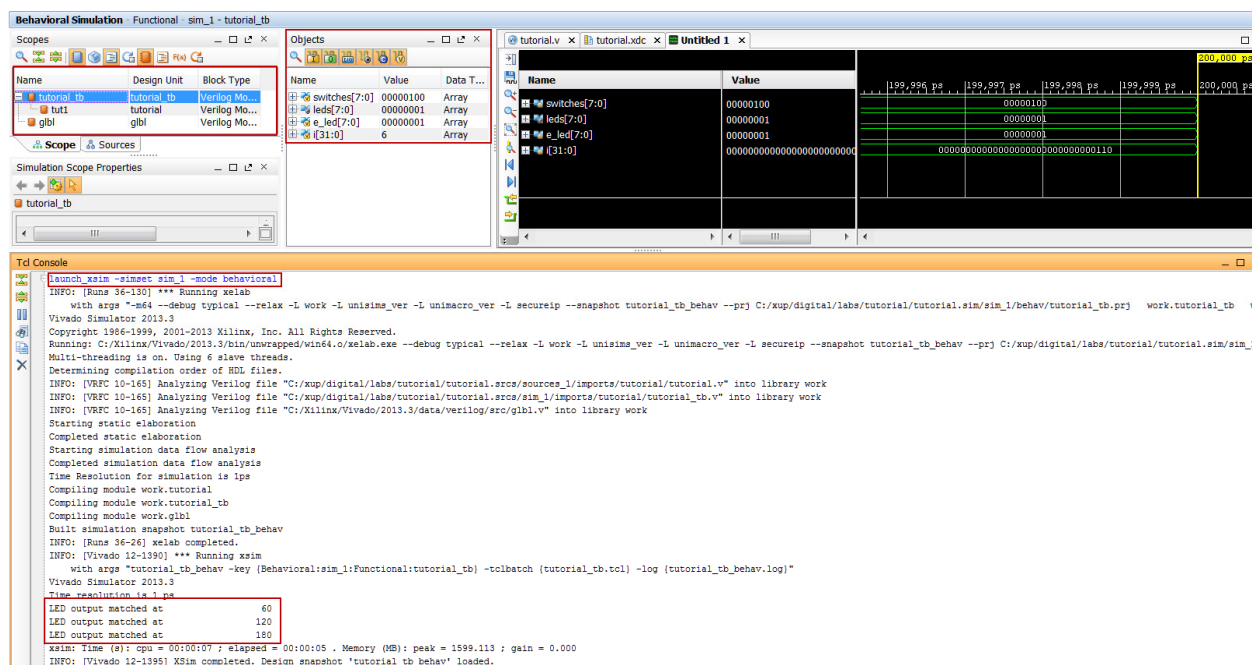 Behavioral Simulation - Functional - sim_1 - tutorial_tb
Scopes
F(x)
Name Design Unit Block Type
tutorial_tb tutorial_tb Verilog Mo...
tut1 tutorial Verilog Mo...
glbl glbl Verilog Mo...
Scope Sources
Simulation Scope Properties
tutorial_tb
Objects
Name Value Data T...
switches[7:0] 00000100 Array
leds[7:0] 00000001 Array
e_led[7:0] 00000001 Array
i[31:0] 6 Array
tutorial.v tutorial.xdc Untitled 1
200,000 ps
Name Value 199,996 ps 199,997 ps 199,998 ps 199,999 ps 200,000 ps
switches[7:0] 00000100 00000100
leds[7:0] 00000001 00000001
e_led[7:0] 00000001 00000001
i[31:0] 00000000000000000000000000000110
Tcl Console
launch_xsim -simset sim_1 -mode behavioral
INFO: [Runs 36-130] *** Running xelab
with args "-m64 --debug typical --relax -L work -L unisims_ver -L unimacro_ver -L secureip --snapshot tutorial_tb_behav --prj C:/xup/digital/labs/tutorial/tutorial.sim/sim_1/behav/tutorial_tb.prj work.tutorial_tb
Vivado Simulator 2013.3
Copyright 1986-1999, 2001-2013 Xilinx, Inc. All Rights Reserved.
Running: C:/Xilinx/Vivado/2013.3/bin/unwrapped/win64.o/xelab.exe --debug typical --relax -L work -L unisims_ver -L unimacro_ver -L secureip --snapshot tutorial_tb_behav --prj C:/xup/digital/labs/tutorial/tutorial.sim/sim_1
Multi-threading is on. Using 6 slave threads.
Determining compilation order of HDL files.
INFO: [VRFC 10-165] Analyzing Verilog file "C:/xup/digital/labs/tutorial/tutorial.srcs/sources_1/imports/tutorial/tutorial.v" into library work
INFO: [VRFC 10-165] Analyzing Verilog file "C:/xup/digital/labs/tutorial/tutorial.srcs/sim_1/imports/tutorial/tutorial_tb.v" into library work
INFO: [VRFC 10-165] Analyzing Verilog file "C:/Xilinx/Vivado/2013.3/data/verilog/src/glbl.v" into library work
Starting static elaboration
Completed static elaboration
Starting simulation data flow analysis
Completed simulation data flow analysis
Time Resolution for simulation is 1ps
Compiling module work.tutorial
Compiling module work.tutorial_tb
Compiling module work.glbl
Built simulation snapshot tutorial_tb_behav
INFO: [Runs 36-26] xelab completed.
INFO: [Vivado 12-1390] *** Running xsim
with args "tutorial_tb_behav -key {Behavioral:sim_1:Functional:tutorial_tb} -tclbatch {tutorial_tb.tcl} -log {tutorial_tb_behav.log}"
Vivado Simulator 2013.3
Time resolution is 1 ps
LED output matched at 60
LED output matched at 120
LED output matched at 180
xsim: Time (s): cpu = 00:00:07 ; elapsed = 00:00:05 . Memory (MB): peak = 1599.113 ; gain = 0.000
INFO: [Vivado 12-1395] XSim completed. Design snapshot 'tutorial_tb_behav' loaded.